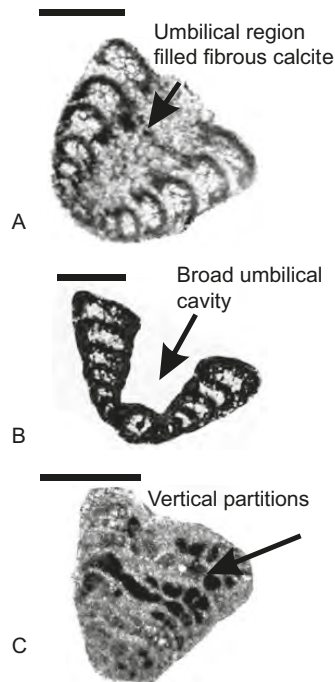 Umbilical region
filled fibrous calcite
A
Broad umbilical
cavity
B
Vertical partitions
C